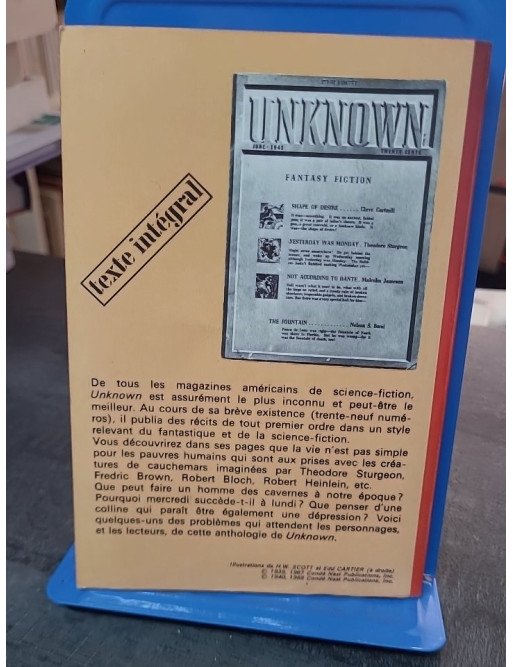 UNKNOWN
JUNE · 1941
TWENTY CENTS
FANTASY FICTION
SHAPE OF DESIRE ...... Cleve Cartmill
YESTERDAY WAS MONDAY. Theodore Sturgeon
NOT ACCORDING TO DANTE. Malcolm Jameson
THE FOUNTAIN ............ Nelson S. Bond
texte intégral
De tous les magazines américains de science-fiction,
Unknown est assurément le plus inconnu et peut-être le
meilleur. Au cours de sa brève existence (trente-neuf numé-
ros), il publia des récits de tout premier ordre dans un style
relevant du fantastique et de la science-fiction.
Vous découvrirez dans ses pages que la vie n'est pas simple
pour les pauvres humains qui sont aux prises avec les créa-
tures de cauchemars imaginées par Theodore Sturgeon,
Fredric Brown, Robert Bloch, Robert Heinlein, etc.
Que peut faire un homme des cavernes à notre époque?
Pourquoi mercredi succède-t-il à lundi? Que penser d'une
colline qui paraît être également une dépression? Voici
quelques-uns des problèmes qui attendent les personnages,
et les lecteurs, de cette anthologie de Unknown.
Illustrations de H.W. SCOTT et Edd CARTIER (à droite)
© 1939, 1967 Condé Nast Publications, Inc.
© 1940, 1968 Condé Nast Publications, Inc.